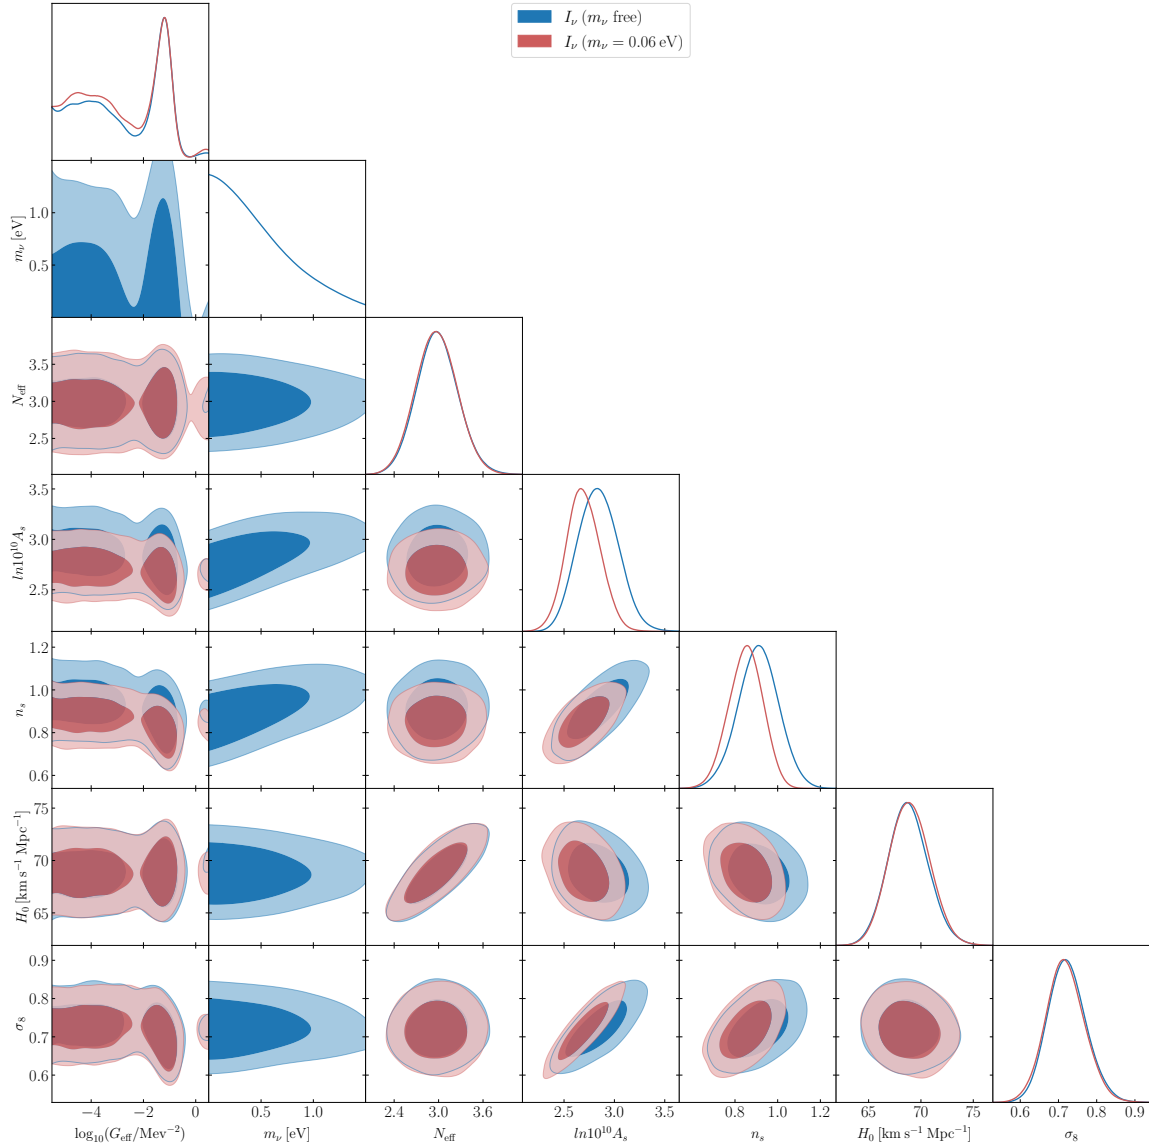 I_ν (m_ν free)
I_ν (m_ν = 0.06 eV)
m_ν [eV]
1.0
0.5
N_eff
3.5
3.0
2.5
ln10^10 A_s
3.5
3.0
2.5
n_s
1.2
1.0
0.8
0.6
H_0 [km s^−1 Mpc^−1]
75
70
65
σ_8
0.9
0.8
0.7
0.6
−4 −2 0 0.5 1.0 2.4 3.0 3.6 2.5 3.0 3.5 0.8 1.0 1.2 65 70 75 0.6 0.7 0.8 0.9
log_10(G_eff/Mev^−2) m_ν [eV] N_eff ln10^10 A_s n_s H_0 [km s^−1 Mpc^−1] σ_8